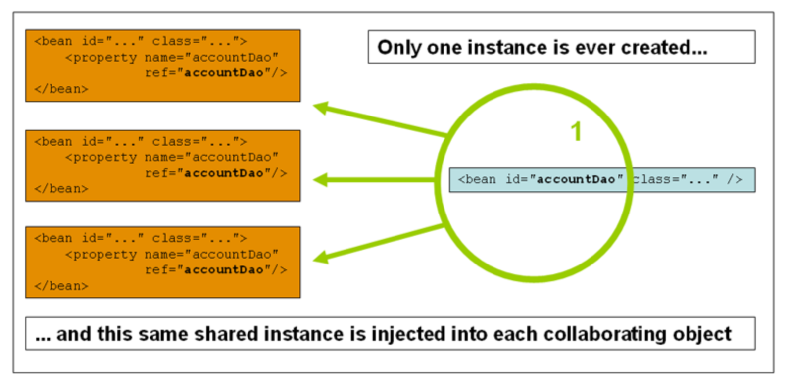 <bean id="..." class="...">
<property name="accountDao"
ref="accountDao"/>
</bean>
Only one instance is ever created...
<bean id="..." class="...">
<property name="accountDao"
ref="accountDao"/>
</bean>
1
<bean id="accountDao" class="..." />
<bean id="..." class="...">
<property name="accountDao"
ref="accountDao"/>
</bean>
... and this same shared instance is injected into each collaborating object